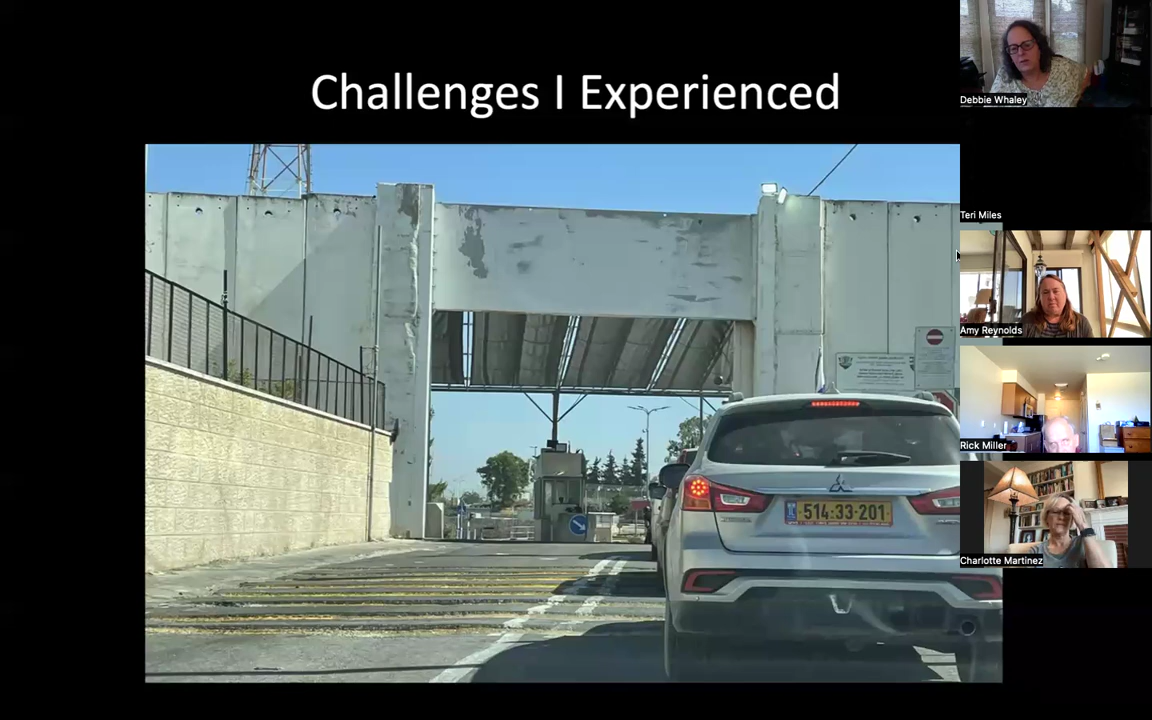 Challenges I Experienced
Debbie Whaley
Teri Miles
Amy Reynolds
Rick Miller
Charlotte Martinez
514-33-201